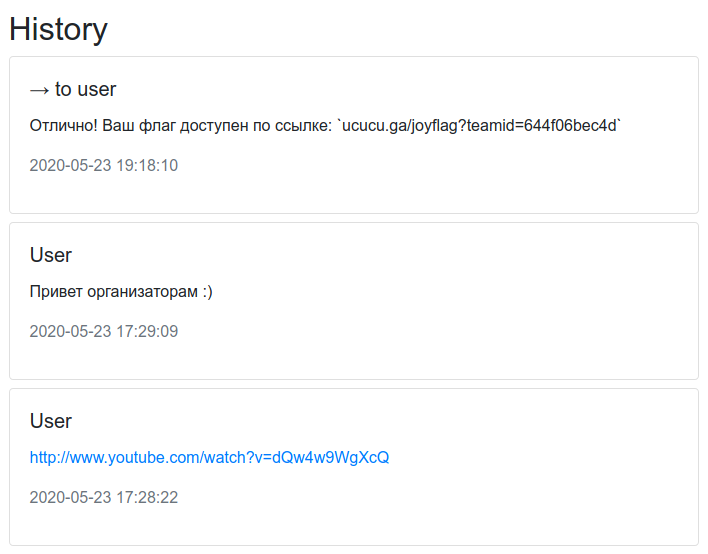 History
→ to user
Отлично! Ваш флаг доступен по ссылке: `ucucu.ga/joyflag?teamid=644f06bec4d`
2020-05-23 19:18:10
User
Привет организаторам :)
2020-05-23 17:29:09
User
http://www.youtube.com/watch?v=dQw4w9WgXcQ
2020-05-23 17:28:22